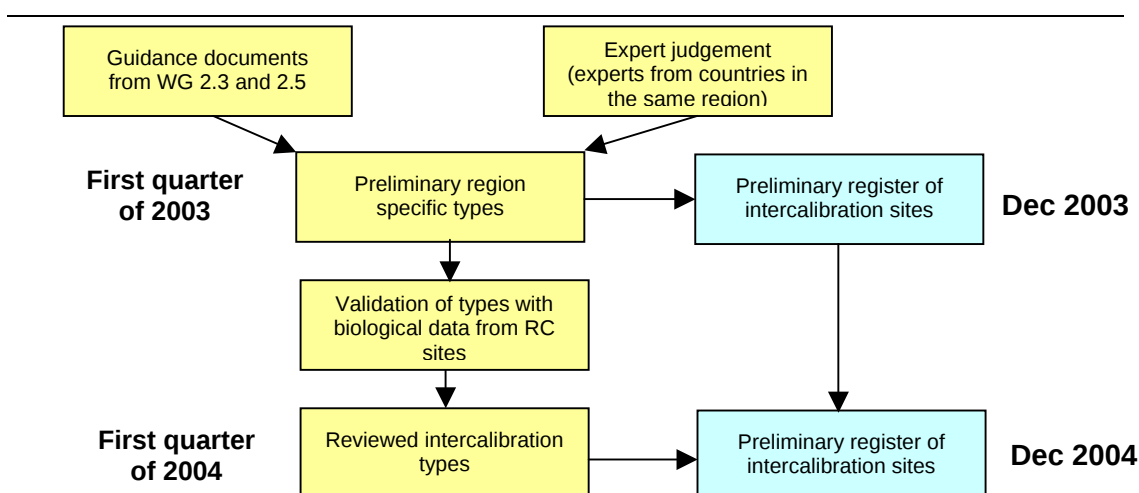 Guidance documents
from WG 2.3 and 2.5
Expert judgement
(experts from countries in
the same region)
First quarter
of 2003
Preliminary region
specific types
Preliminary register of
intercalibration sites
Dec 2003
Validation of types with
biological data from RC
sites
First quarter
of 2004
Reviewed intercalibration
types
Preliminary register of
intercalibration sites
Dec 2004